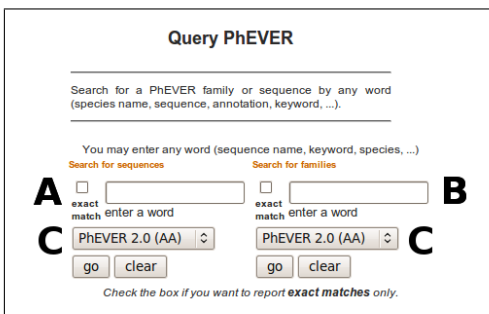 Query PhEVER
Search for a PhEVER family or sequence by any word
(species name, sequence, annotation, keyword, ...).
You may enter any word (sequence name, keyword, species, ...)
Search for sequences Search for families
A B
exact match enter a word exact match enter a word
C PhEVER 2.0 (AA) PhEVER 2.0 (AA) C
go clear go clear
Check the box if you want to report exact matches only.